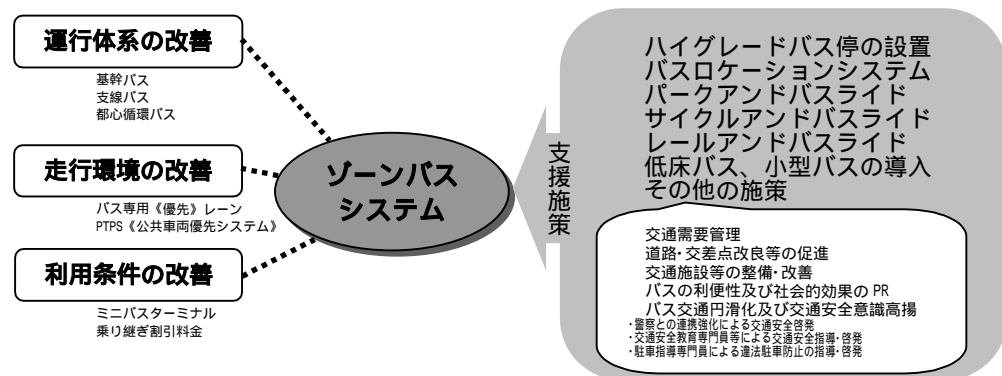 運行体系の改善
基幹バス
支線バス
都心循環バス
走行環境の改善
バス専用《優先》レーン
PTPS《公共車両優先システム》
利用条件の改善
ミニバスターミナル
乗り継ぎ割引料金
ゾーンバス
システム
支援施策
ハイグレードバス停の設置
バスロケーションシステム
パークアンドバスライド
サイクルアンドバスライド
レールアンドバスライド
低床バス、小型バスの導入
その他の施策
交通需要管理
道路・交差点改良等の促進
交通施設等の整備・改善
バスの利便性及び社会的効果の PR
バス交通円滑化及び交通安全意識高揚
・警察との連携強化による交通安全啓発
・交通安全教育専門員等による交通安全指導・啓発
・駐車指導専門員による違法駐車防止の指導・啓発